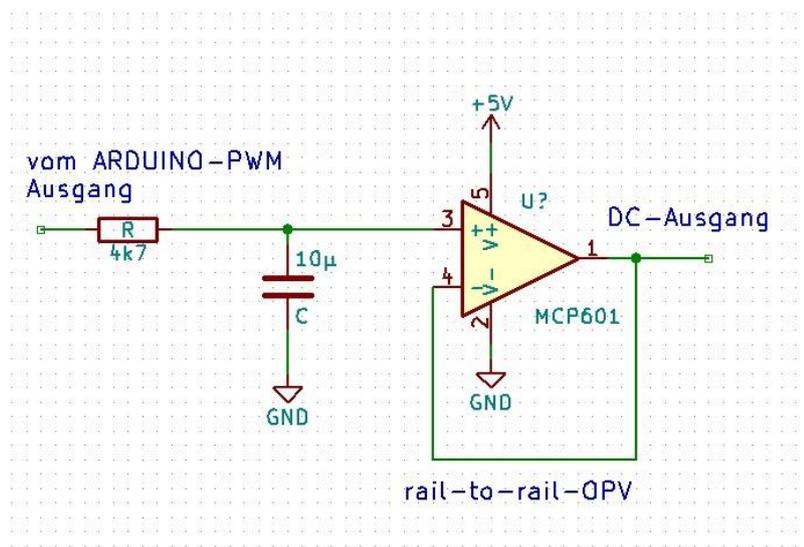 +5V
vom ARDUINO-PWM
Ausgang
5
U?
DC-Ausgang
R
4k7
3
++
V
1
10µ
4
-
V-
C
2
MCP601
GND
GND
rail-to-rail-OPV